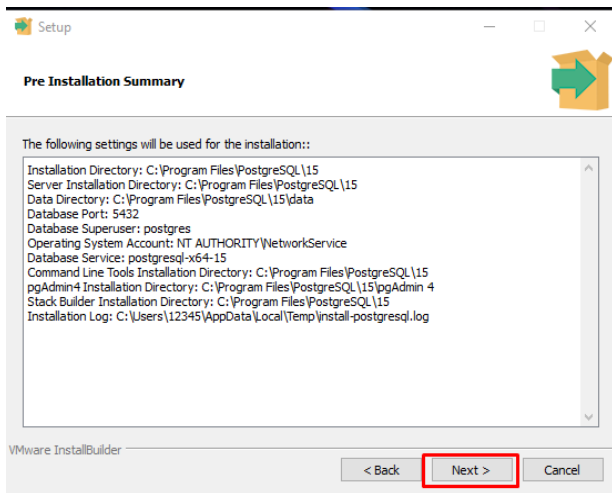 Setup
Pre Installation Summary
The following settings will be used for the installation::
Installation Directory: C:\Program Files\PostgreSQL\15
Server Installation Directory: C:\Program Files\PostgreSQL\15
Data Directory: C:\Program Files\PostgreSQL\15\data
Database Port: 5432
Database Superuser: postgres
Operating System Account: NT AUTHORITY\NetworkService
Database Service: postgresql-x64-15
Command Line Tools Installation Directory: C:\Program Files\PostgreSQL\15
pgAdmin4 Installation Directory: C:\Program Files\PostgreSQL\15\pgAdmin 4
Stack Builder Installation Directory: C:\Program Files\PostgreSQL\15
Installation Log: C:\Users\12345\AppData\Local\Temp\install-postgresql.log
VMware InstallBuilder
< Back Next > Cancel